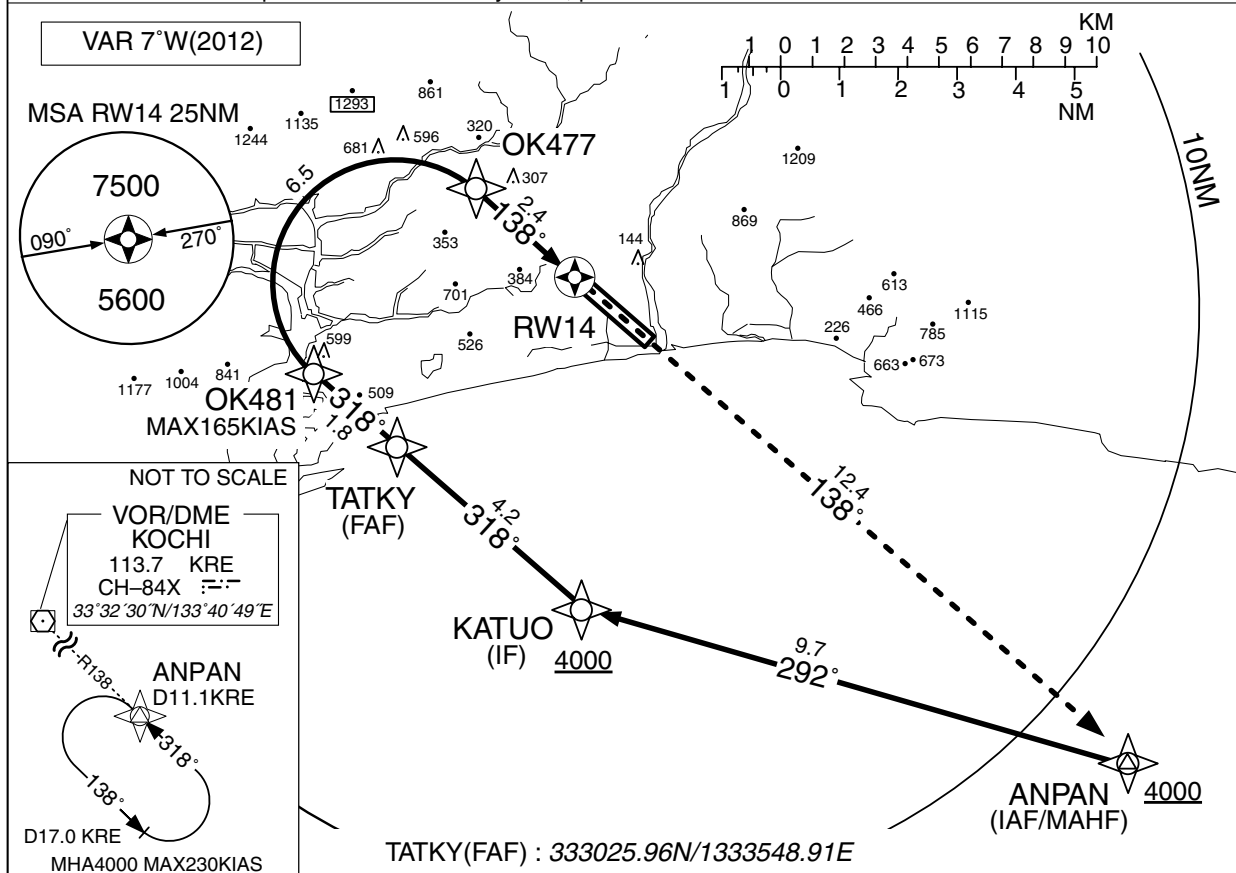 VAR 7°W(2012)
KM
1 0 1 2 3 4 5 6 7 8 9 10
1 0 1 2 3 4 5
NM
MSA RW14 25NM
7500
090°
270°
5600
1244
1135
1293
861
681
596
320
OK477
307
6.5
2.4
138°
353
384
701
144
1209
869
10NM
RW14
526
599
613
466
1115
785
226
663
673
1177
1004
841
OK481
MAX165KIAS
509
318°
1.8
TATKY
(FAF)
4.2
318°
12.4
138°
KATUO
(IF)
4000
9.7
292°
ANPAN
(IAF/MAHF)
4000
NOT TO SCALE
VOR/DME
KOCHI
113.7 KRE
CH–84X
33°32´30˝N/133°40´49˝E
R138
ANPAN
D11.1KRE
318°
138°
D17.0 KRE
MHA4000 MAX230KIAS
TATKY(FAF) : 333025.96N/1333548.91E